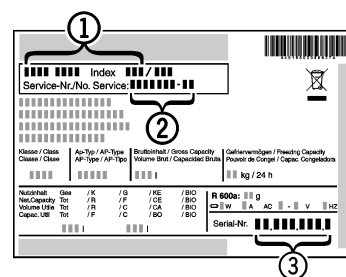 1
Index /
Service-Nr./No. Service: -
2
Klasse / Class
Classe / Clase
Ap-Typ / AP-Type
AP-Type / AP-Tipo
Bruttoinhalt / Gross Capacity
Volume Brut / Capacidad Bruta
l
Gefriervermögen / Freezing Capacity
Pouvoir de Congel / Capac. Congeladora
kg / 24 h
Nutzinhalt Ges / K / G / KE / BIO
Net.Capacity Tot / R / F / CE / BIO
Volume Utile Tot / R / C / CA / BIO
Capac. Util Tot / F / C / BO / BIO
l l
R 600a: g
W A AC - V HZ
Serial-Nr.
3